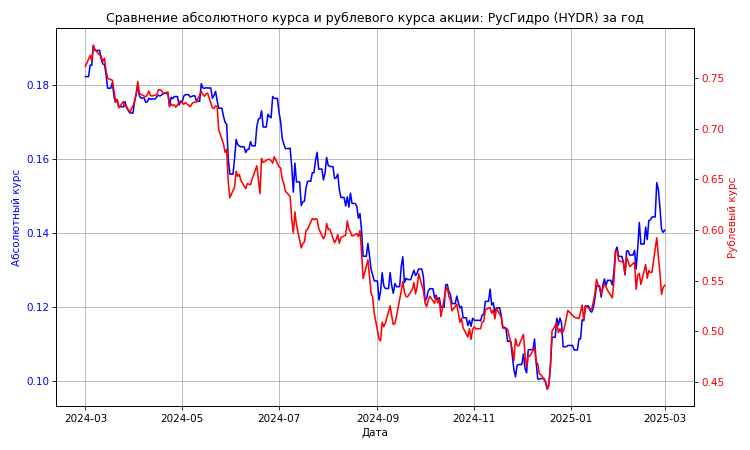 Сравнение абсолютного курса и рублевого курса акции: РусГидро (HYDR) за год
Абсолютный курс
0.18
0.16
0.14
0.12
0.10
0.75
0.70
0.65
0.60
0.55
0.50
0.45
Рублевый курс
2024-03 2024-05 2024-07 2024-09 2024-11 2025-01 2025-03
Дата